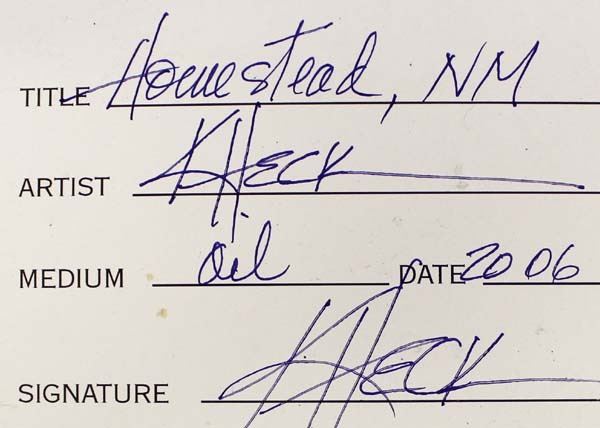 TITLE Homestead, NM
ARTIST KHECK
MEDIUM oil DATE 2006
SIGNATURE KHECK